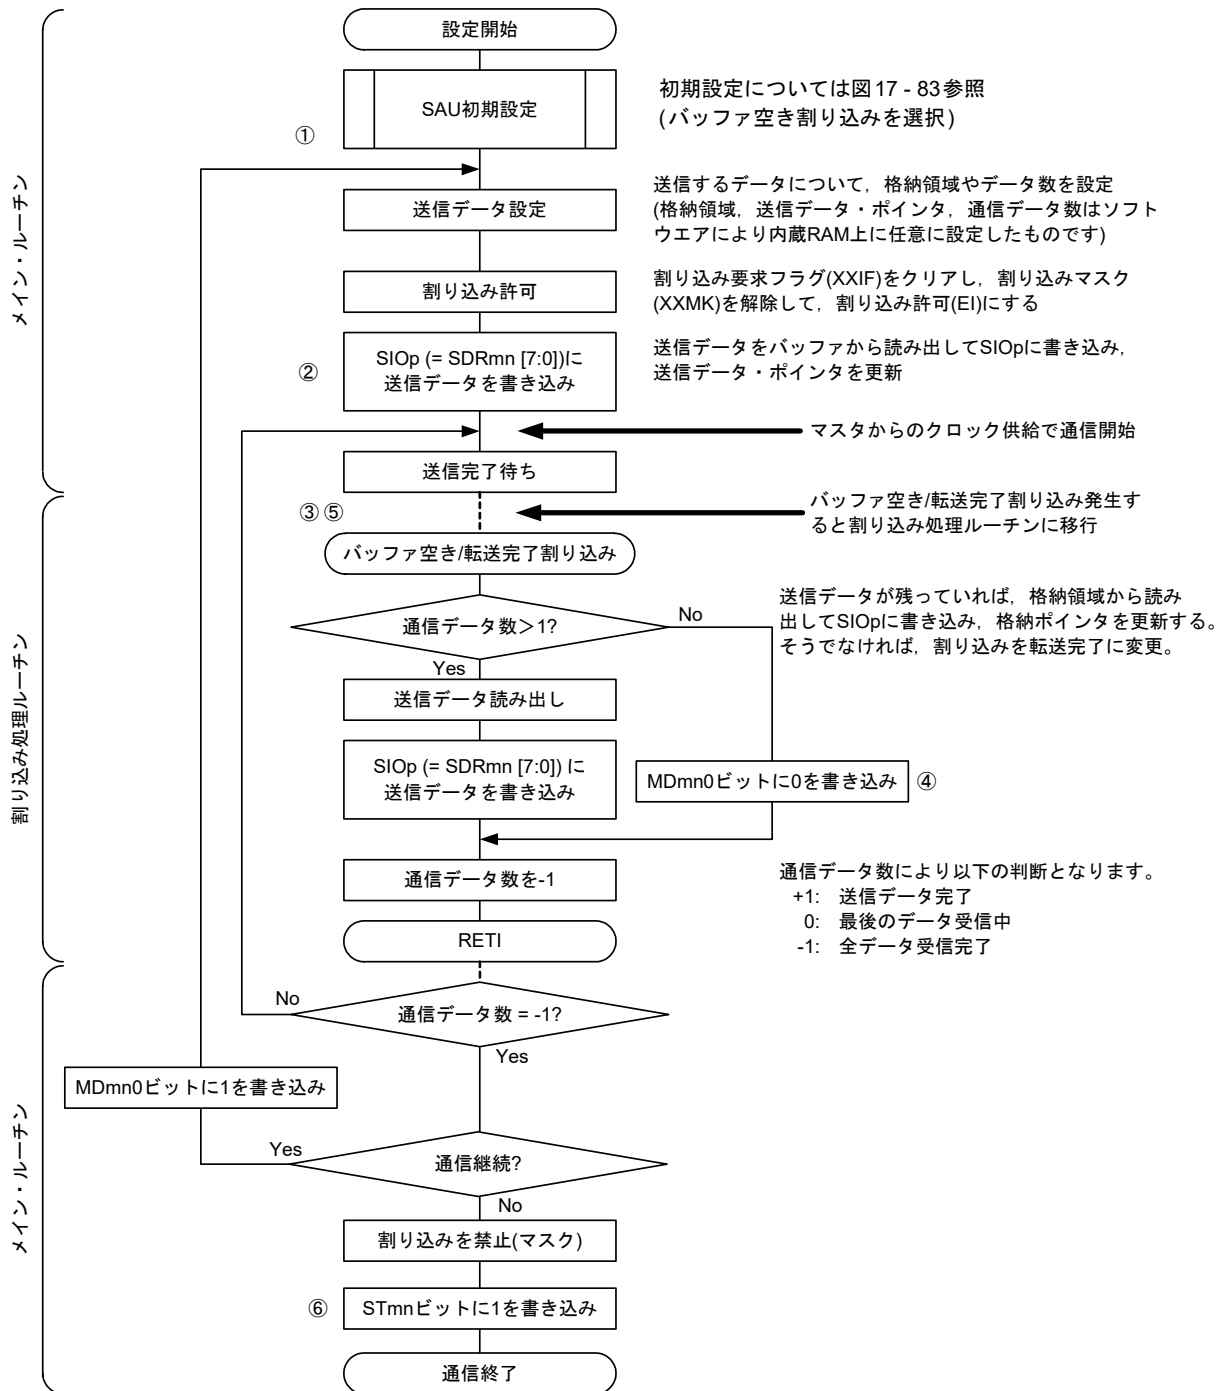 設定開始
SAU初期設定
初期設定については図17 - 83参照
(バッファ空き割り込みを選択)
①
メイン・ルーチン
送信データ設定
送信するデータについて，格納領域やデータ数を設定
(格納領域，送信データ・ポインタ，通信データ数はソフト
ウエアにより内蔵RAM上に任意に設定したものです)
割り込み許可
割り込み要求フラグ(XXIF)をクリアし，割り込みマスク
(XXMK)を解除して，割り込み許可(EI)にする
②
SIOp (= SDRmn [7:0])に
送信データを書き込み
送信データをバッファから読み出してSIOpに書き込み，
送信データ・ポインタを更新
マスタからのクロック供給で通信開始
送信完了待ち
③ ⑤
バッファ空き/転送完了割り込み発生す
ると割り込み処理ルーチンに移行
バッファ空き/転送完了割り込み
割り込み処理ルーチン
通信データ数＞1?
No
Yes
送信データが残っていれば，格納領域から読み
出してSIOpに書き込み，格納ポインタを更新する。
そうでなければ，割り込みを転送完了に変更。
送信データ読み出し
SIOp (= SDRmn [7:0]) に
送信データを書き込み
MDmn0ビットに0を書き込み
④
通信データ数を-1
通信データ数により以下の判断となります。
+1: 送信データ完了
0: 最後のデータ受信中
-1: 全データ受信完了
RETI
メイン・ルーチン
通信データ数 = -1?
No
Yes
MDmn0ビットに1を書き込み
通信継続?
Yes
No
割り込みを禁止(マスク)
⑥
STmnビットに1を書き込み
通信終了